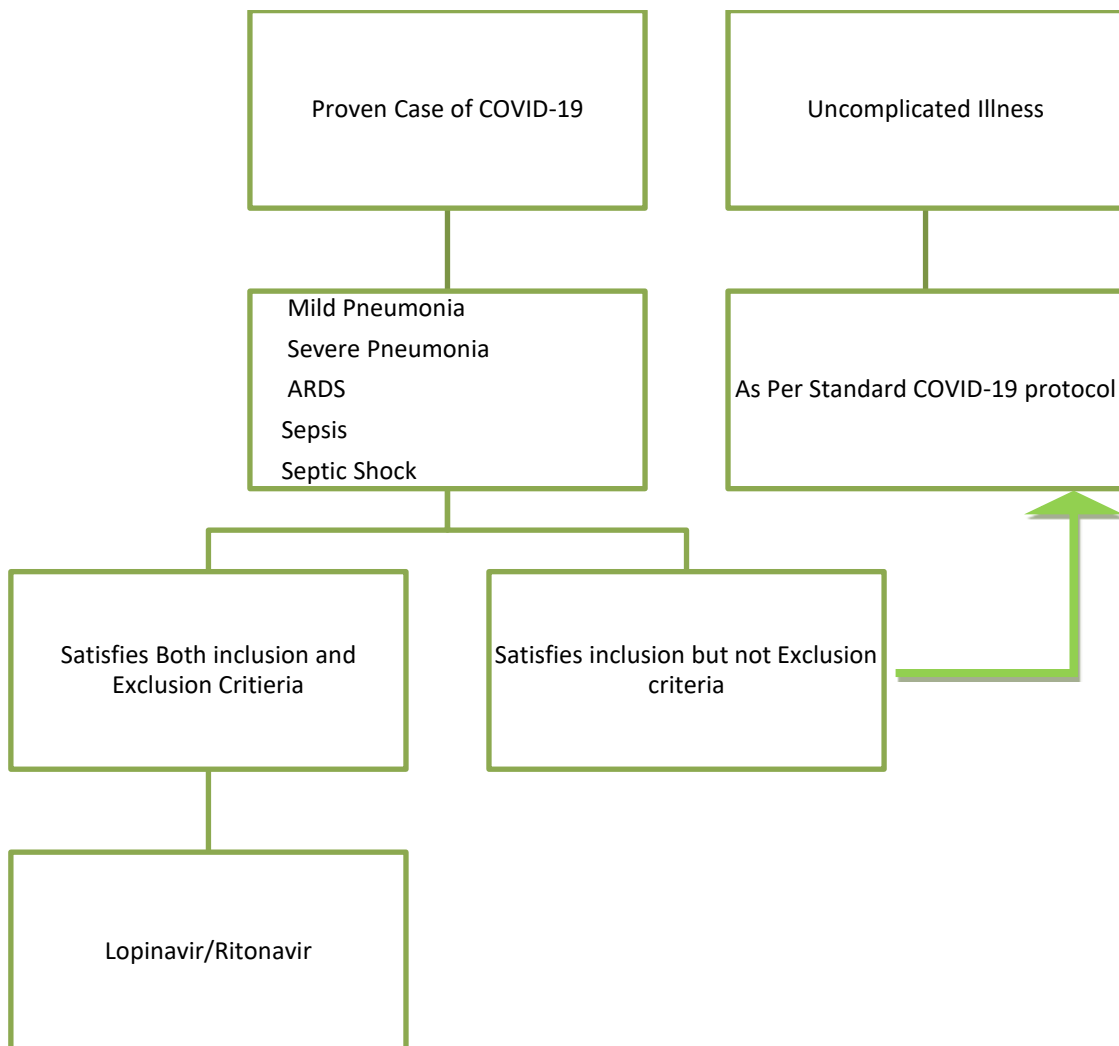 Proven Case of COVID-19
Uncomplicated Illness
Mild Pneumonia
Severe Pneumonia
ARDS
Sepsis
Septic Shock
As Per Standard COVID-19 protocol
Satisfies Both inclusion and
Exclusion Critieria
Satisfies inclusion but not Exclusion
criteria
Lopinavir/Ritonavir